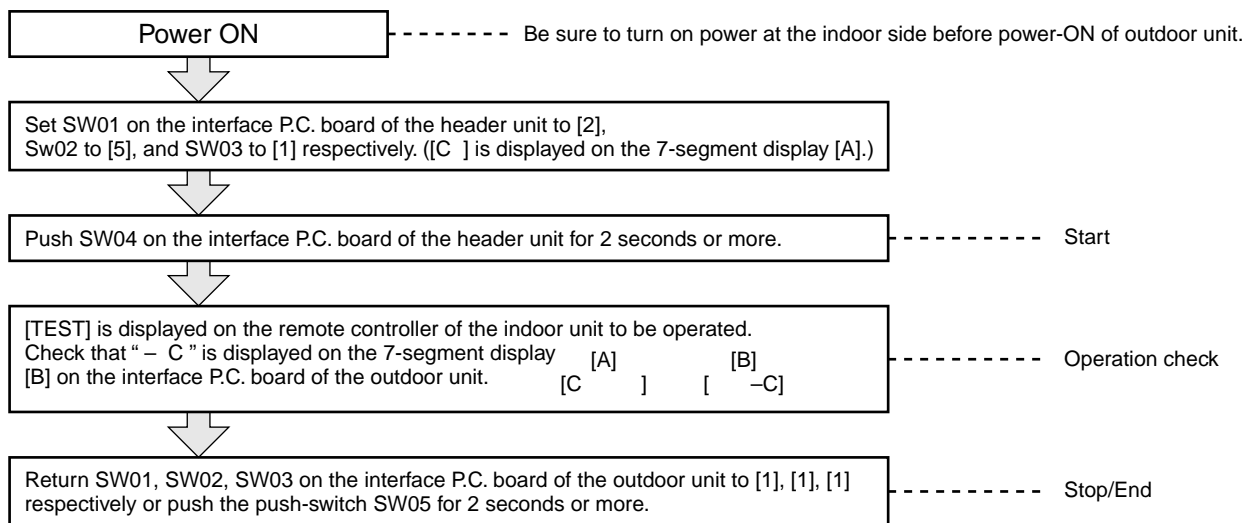 Power ON
Be sure to turn on power at the indoor side before power-ON of outdoor unit.
Set SW01 on the interface P.C. board of the header unit to [2],
Sw02 to [5], and SW03 to [1] respectively. ([C ] is displayed on the 7-segment display [A].)
Push SW04 on the interface P.C. board of the header unit for 2 seconds or more.
Start
[TEST] is displayed on the remote controller of the indoor unit to be operated.
Check that “ – C ” is displayed on the 7-segment display
[B] on the interface P.C. board of the outdoor unit.
[A] [B]
[C ] [ –C]
Operation check
Return SW01, SW02, SW03 on the interface P.C. board of the outdoor unit to [1], [1], [1]
respectively or push the push-switch SW05 for 2 seconds or more.
Stop/End